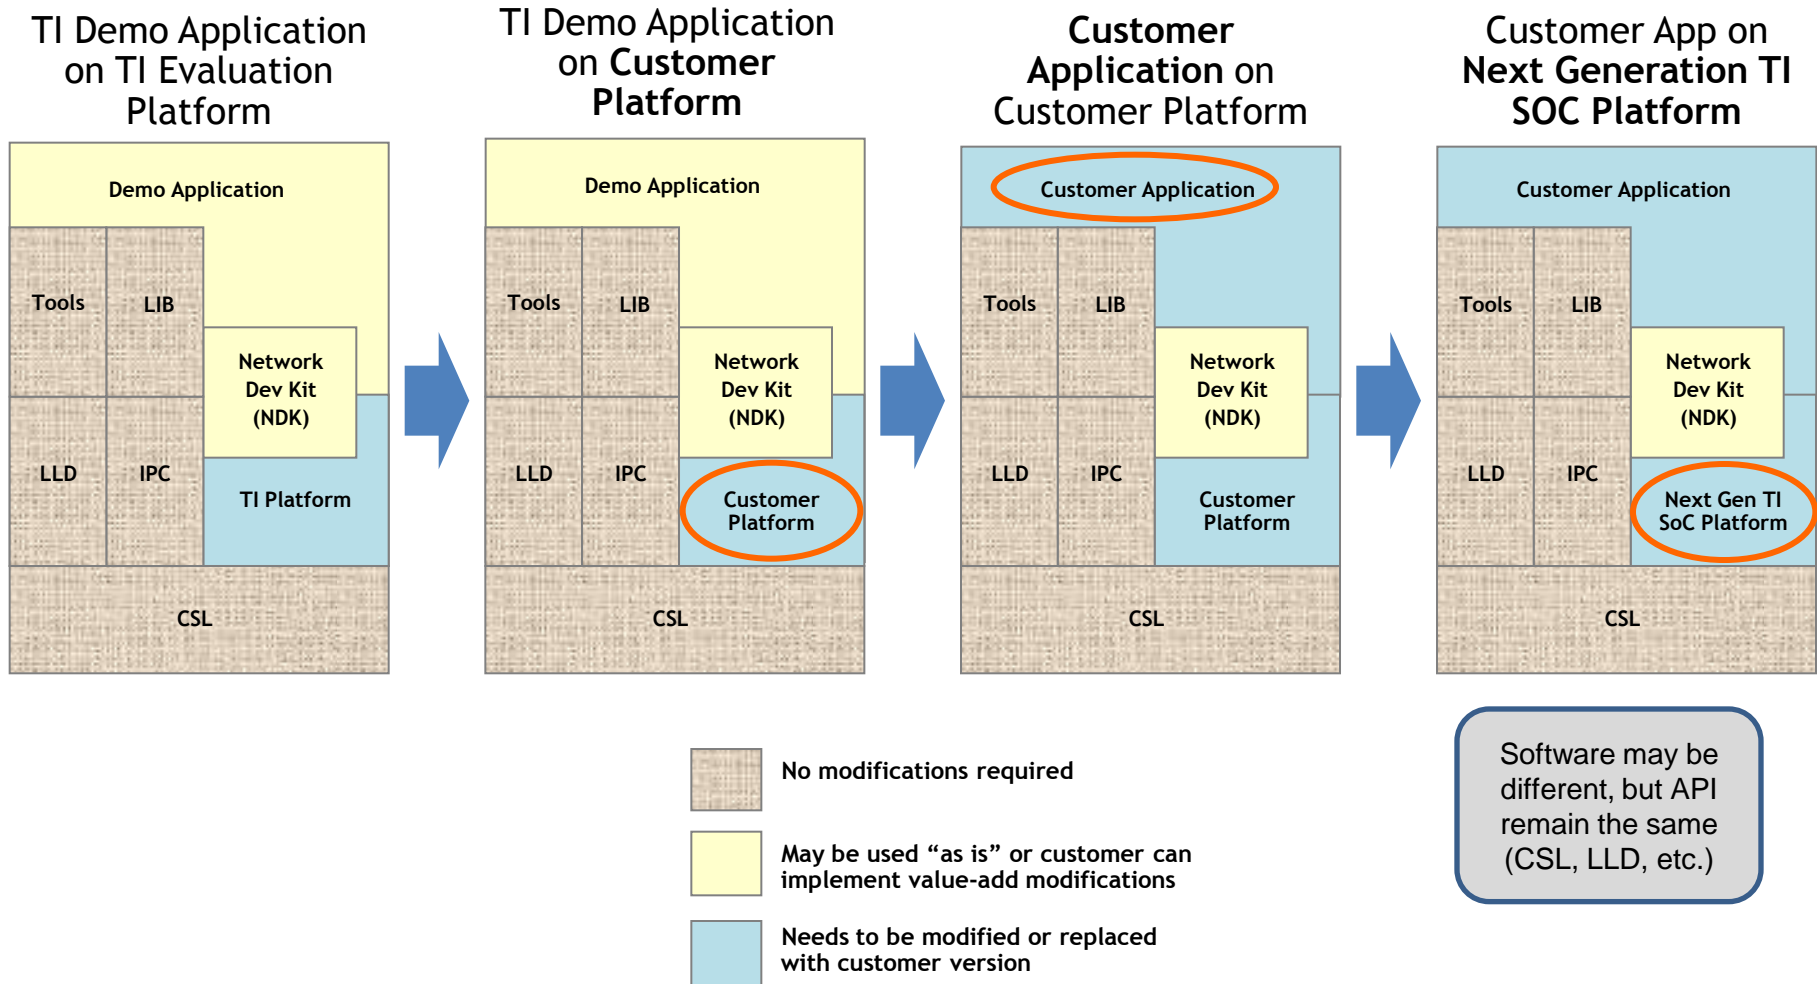 TI Demo Application
on TI Evaluation
Platform
Demo Application
Tools
LIB
Network
Dev Kit
(NDK)
LLD
IPC
TI Platform
CSL
TI Demo Application
on Customer
Platform
Demo Application
Tools
LIB
Network
Dev Kit
(NDK)
LLD
IPC
Customer
Platform
CSL
Customer
Application on
Customer Platform
Customer Application
Tools
LIB
Network
Dev Kit
(NDK)
LLD
IPC
Customer
Platform
CSL
Customer App on
Next Generation TI
SOC Platform
Customer Application
Tools
LIB
Network
Dev Kit
(NDK)
LLD
IPC
Next Gen TI
SoC Platform
CSL
No modifications required
May be used “as is” or customer can
implement value-add modifications
Needs to be modified or replaced
with customer version
Software may be
different, but API
remain the same
(CSL, LLD, etc.)